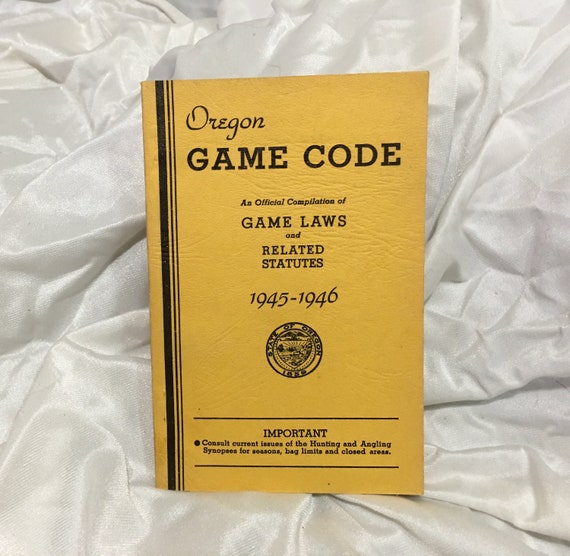 Oregon
GAME CODE
An Official Compilation of
GAME LAWS
and
RELATED
STATUTES
1945-1946
STATE OF OREGON
1859
IMPORTANT
● Consult current issues of the Hunting and Angling
Synopses for seasons, bag limits and closed areas.